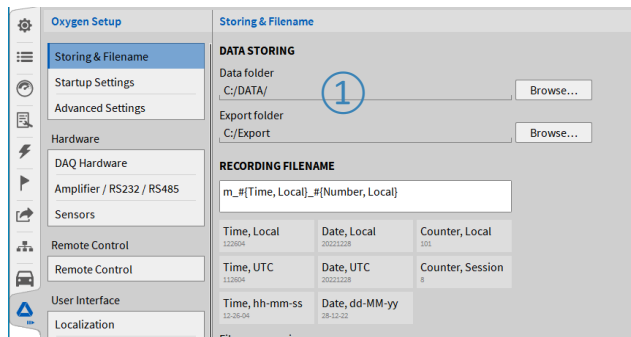 Oxygen Setup
Storing & Filename
Startup Settings
Advanced Settings
Hardware
DAQ Hardware
Amplifier / RS232 / RS485
Sensors
Remote Control
Remote Control
User Interface
Localization
Storing & Filename
DATA STORING
Data folder
C:/DATA/
Browse...
1
Export folder
C:/Export
Browse...
RECORDING FILENAME
m_#{Time, Local}_#{Number, Local}
Time, Local
122604
Date, Local
20221228
Counter, Local
101
Time, UTC
112604
Date, UTC
20221228
Counter, Session
8
Time, hh-mm-ss
12-26-04
Date, dd-MM-yy
28-12-22